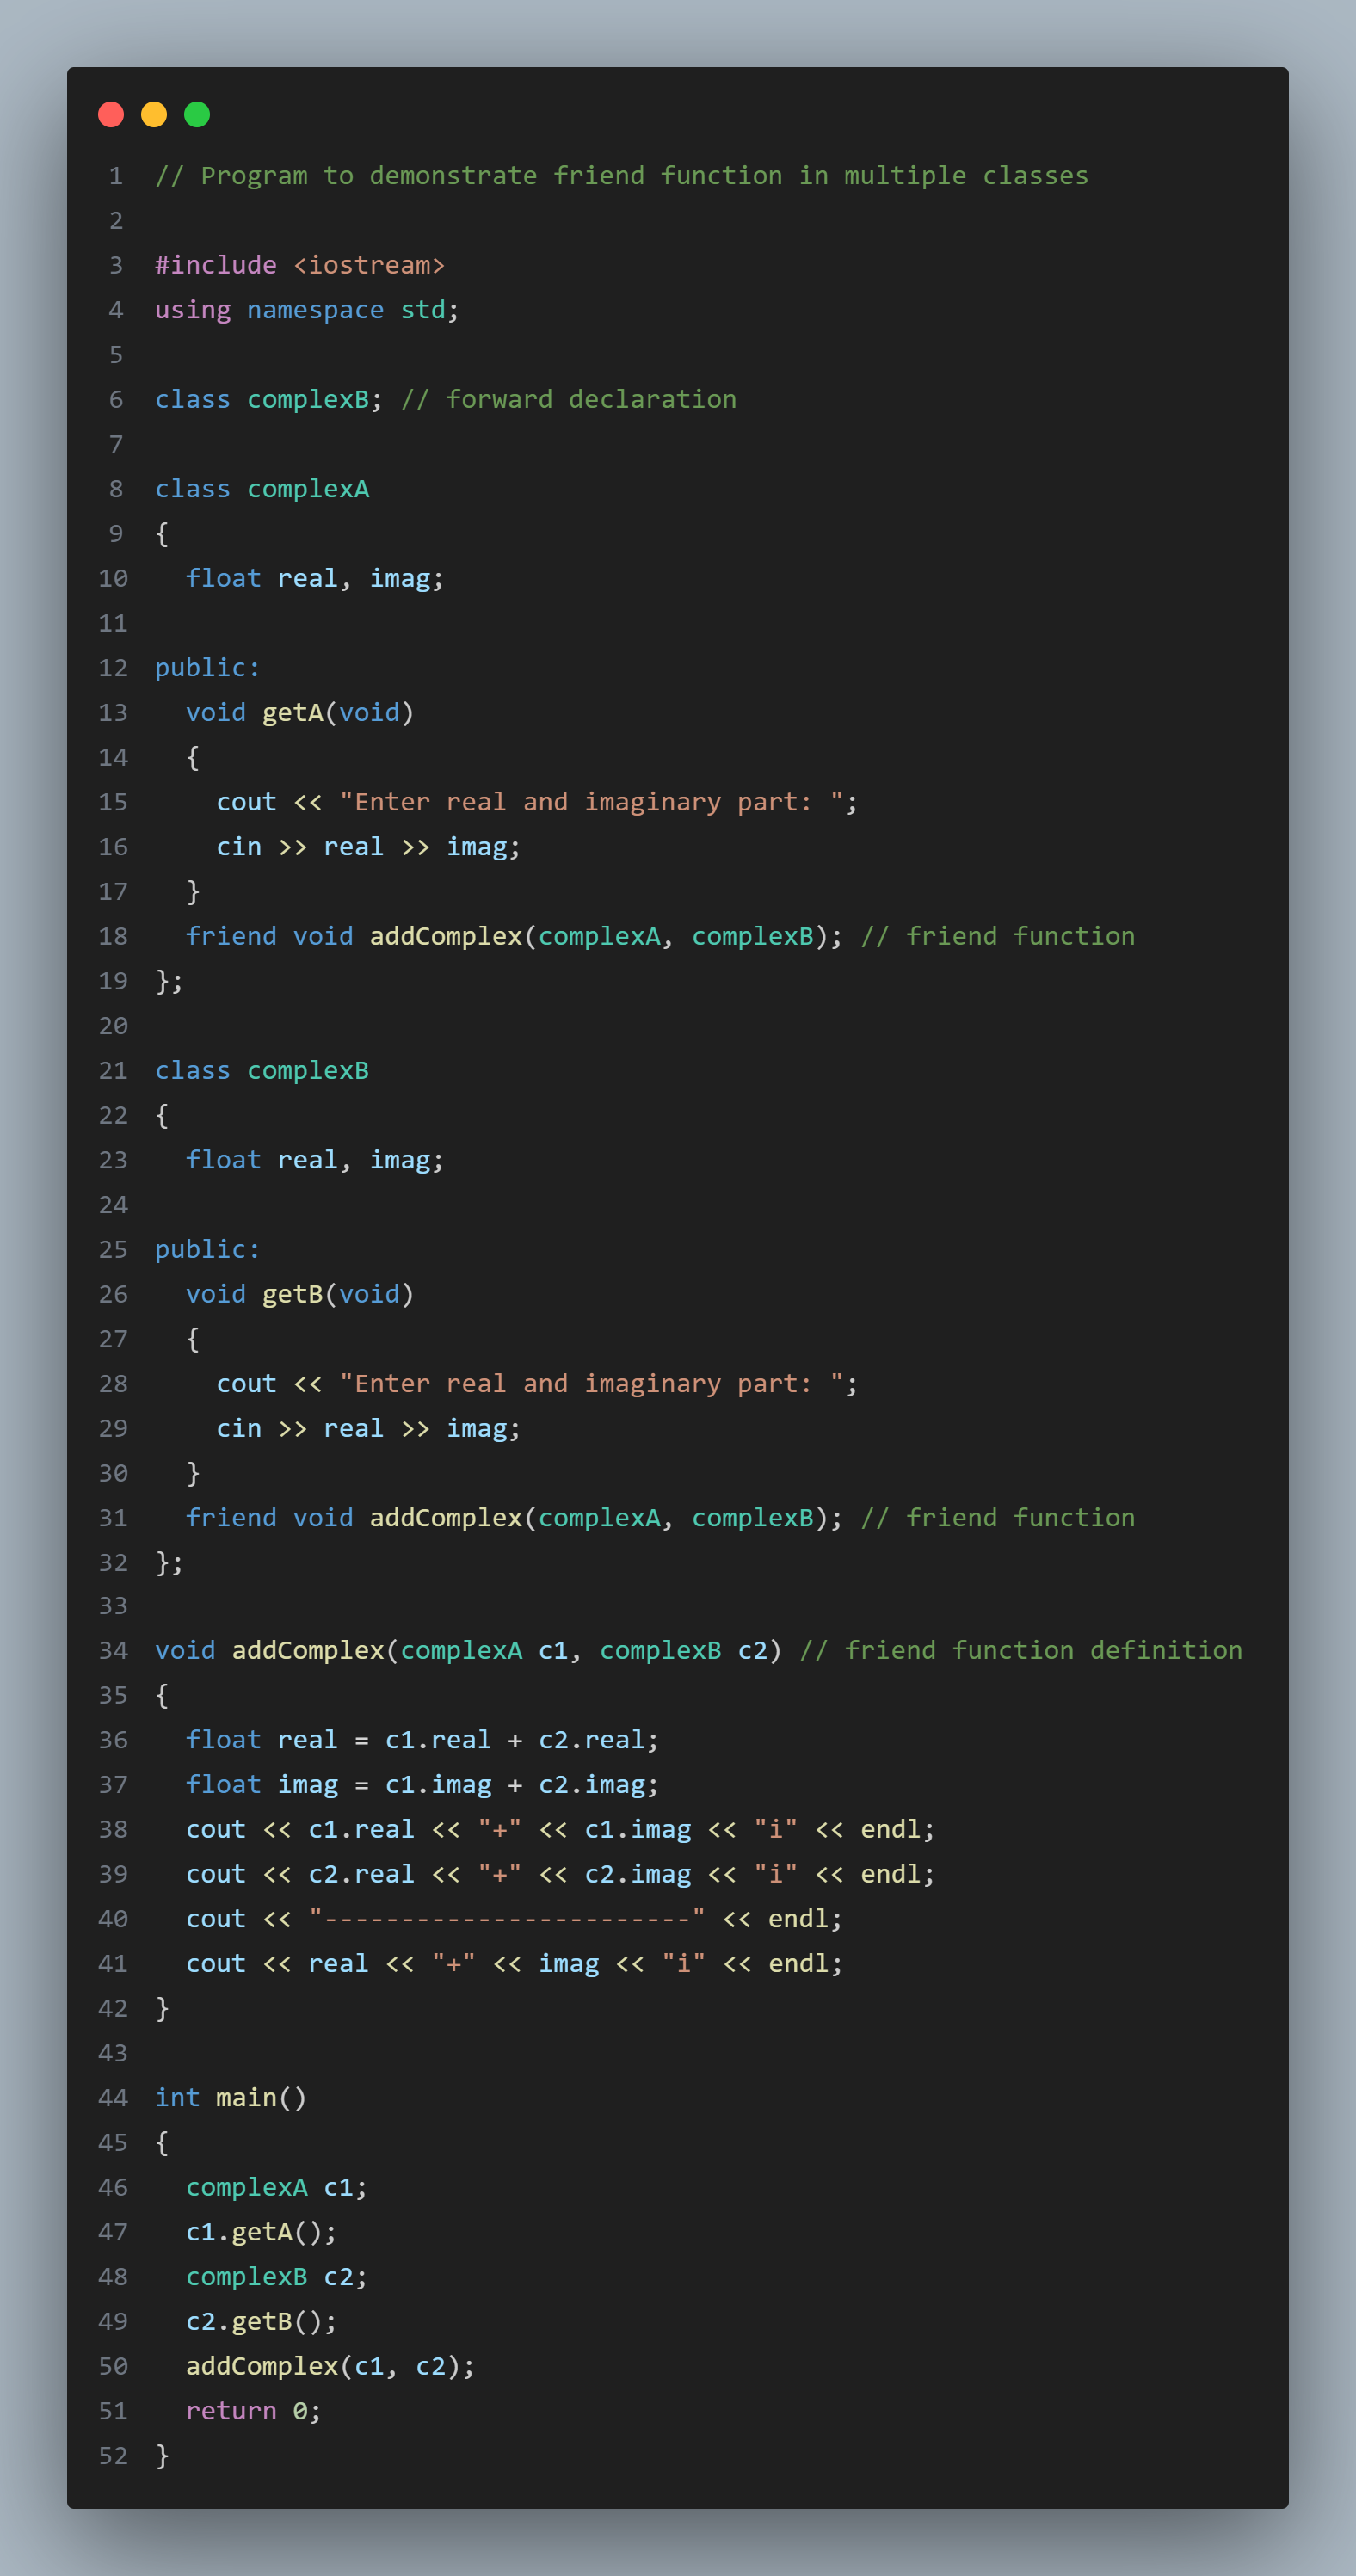 1 // Program to demonstrate friend function in multiple classes
2
3 #include <iostream>
4 using namespace std;
5
6 class complexB; // forward declaration
7
8 class complexA
9 {
10   float real, imag;
11
12 public:
13   void getA(void)
14   {
15     cout << "Enter real and imaginary part: ";
16     cin >> real >> imag;
17   }
18   friend void addComplex(complexA, complexB); // friend function
19 };
20
21 class complexB
22 {
23   float real, imag;
24
25 public:
26   void getB(void)
27   {
28     cout << "Enter real and imaginary part: ";
29     cin >> real >> imag;
30   }
31   friend void addComplex(complexA, complexB); // friend function
32 };
33
34 void addComplex(complexA c1, complexB c2) // friend function definition
35 {
36   float real = c1.real + c2.real;
37   float imag = c1.imag + c2.imag;
38   cout << c1.real << "+" << c1.imag << "i" << endl;
39   cout << c2.real << "+" << c2.imag << "i" << endl;
40   cout << "------------------------" << endl;
41   cout << real << "+" << imag << "i" << endl;
42 }
43
44 int main()
45 {
46   complexA c1;
47   c1.getA();
48   complexB c2;
49   c2.getB();
50   addComplex(c1, c2);
51   return 0;
52 }